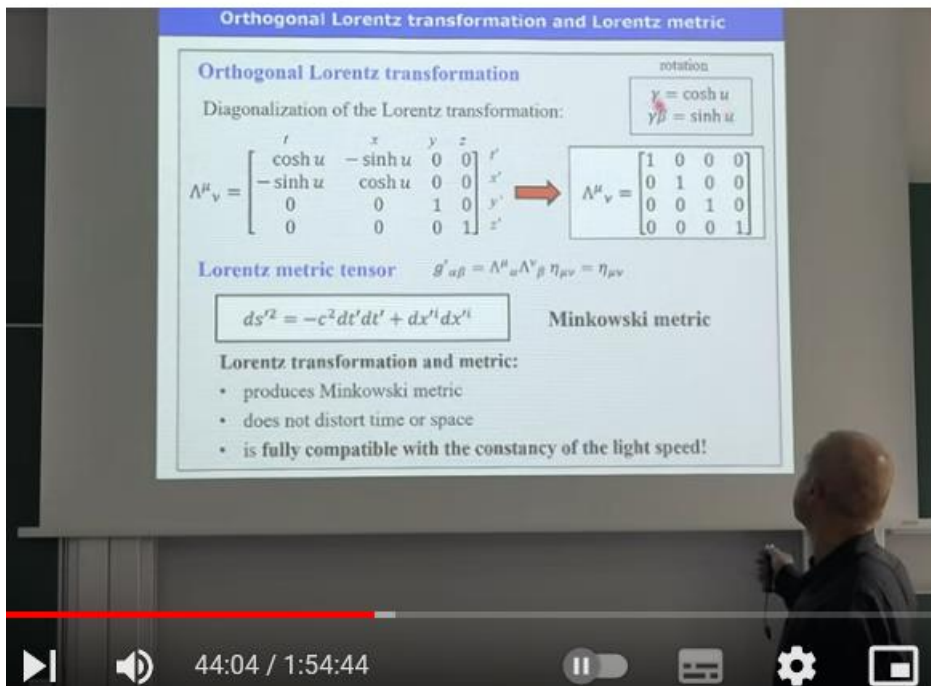 Orthogonal Lorentz transformation and Lorentz metric
Orthogonal Lorentz transformation
rotation
Diagonalization of the Lorentz transformation:
γ = cosh u
γβ = sinh u
t x y z
Λ^μ_ν = [cosh u − sinh u 0 0] t'
[− sinh u cosh u 0 0] x'
[0 0 1 0] y'
[0 0 0 1] z'
Λ^μ_ν = [1 0 0 0]
[0 1 0 0]
[0 0 1 0]
[0 0 0 1]
Lorentz metric tensor g'_αβ = Λ^μ_α Λ^ν_β η_μν = η_μν
ds'² = −c²dt'dt' + dx'ⁱdx'ⁱ Minkowski metric
Lorentz transformation and metric:
• produces Minkowski metric
• does not distort time or space
• is fully compatible with the constancy of the light speed!
44:04 / 1:54:44